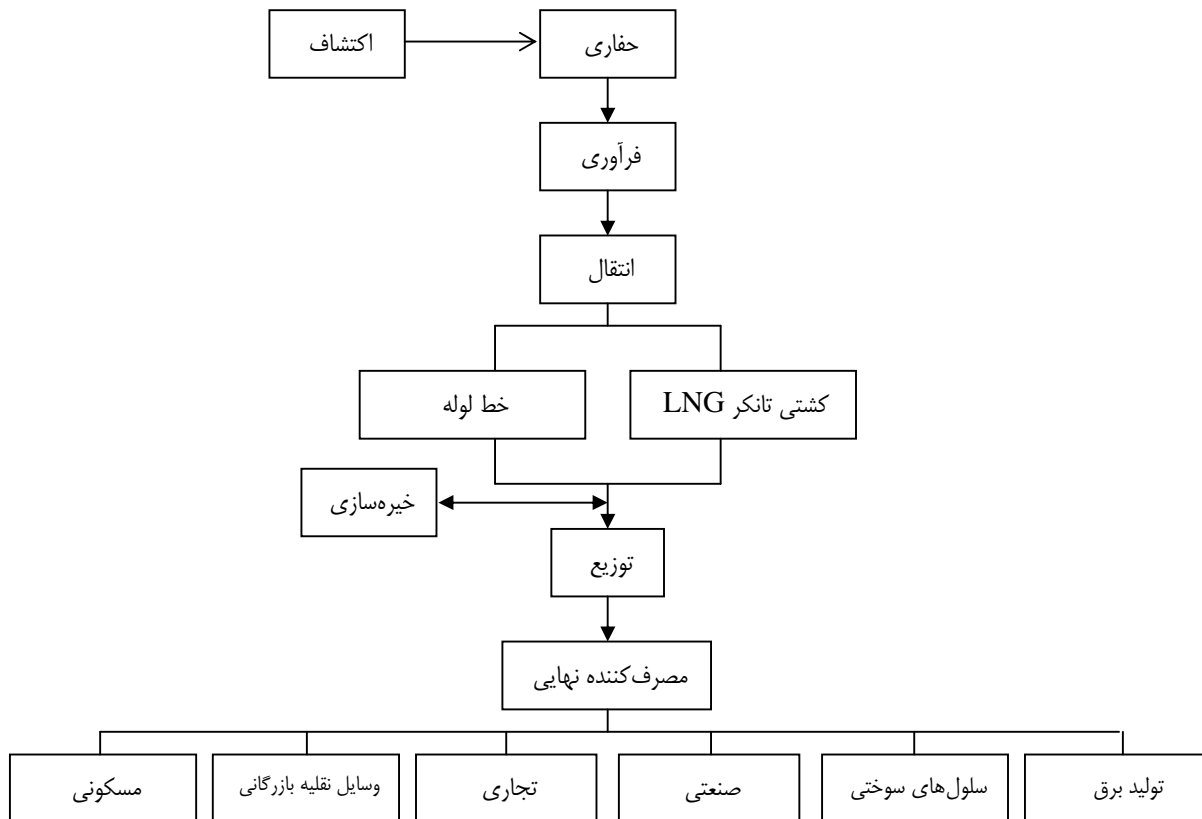 اکتشاف
حفاری
فرآوری
انتقال
کشتی تانکر LNG
خط لوله
خیره‌سازی
توزیع
مصرف‌کننده نهایی
تولید برق
سلول‌های سوختی
صنعتی
تجاری
وسایل نقلیه بازرگانی
مسکونی